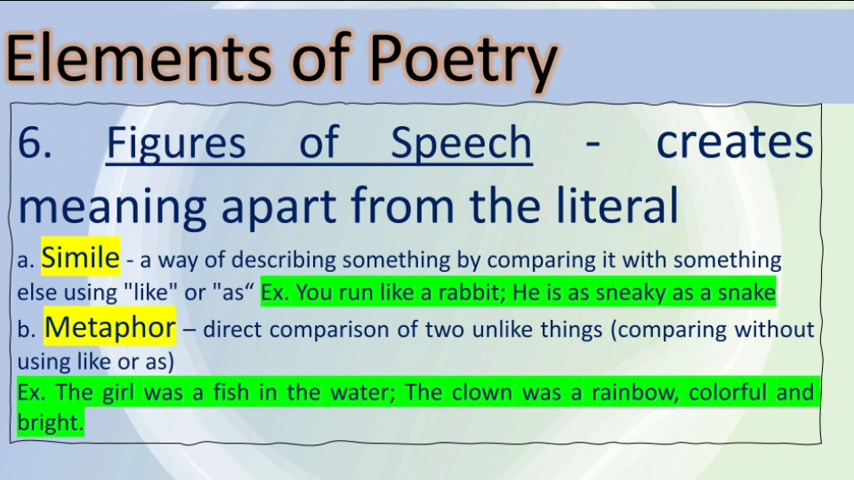 Elements of Poetry
6. Figures of Speech - creates
meaning apart from the literal
a. Simile - a way of describing something by comparing it with something
else using "like" or "as“ Ex. You run like a rabbit; He is as sneaky as a snake
b. Metaphor – direct comparison of two unlike things (comparing without
using like or as)
Ex. The girl was a fish in the water; The clown was a rainbow, colorful and
bright.